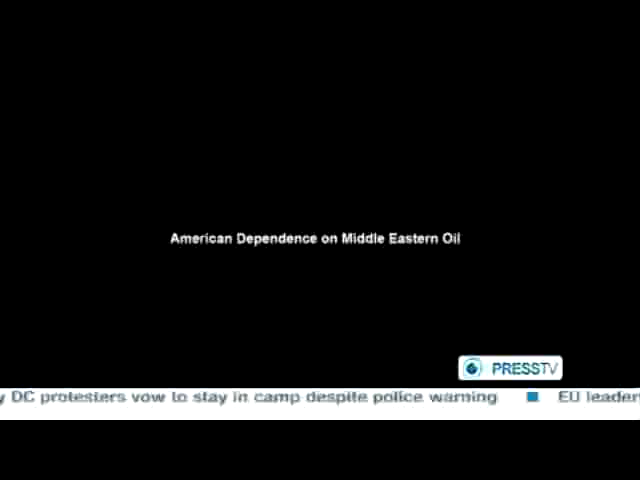 American Dependence on Middle Eastern Oil
PRESSTV
y DC protesters vow to stay in camp despite police warning EU leader